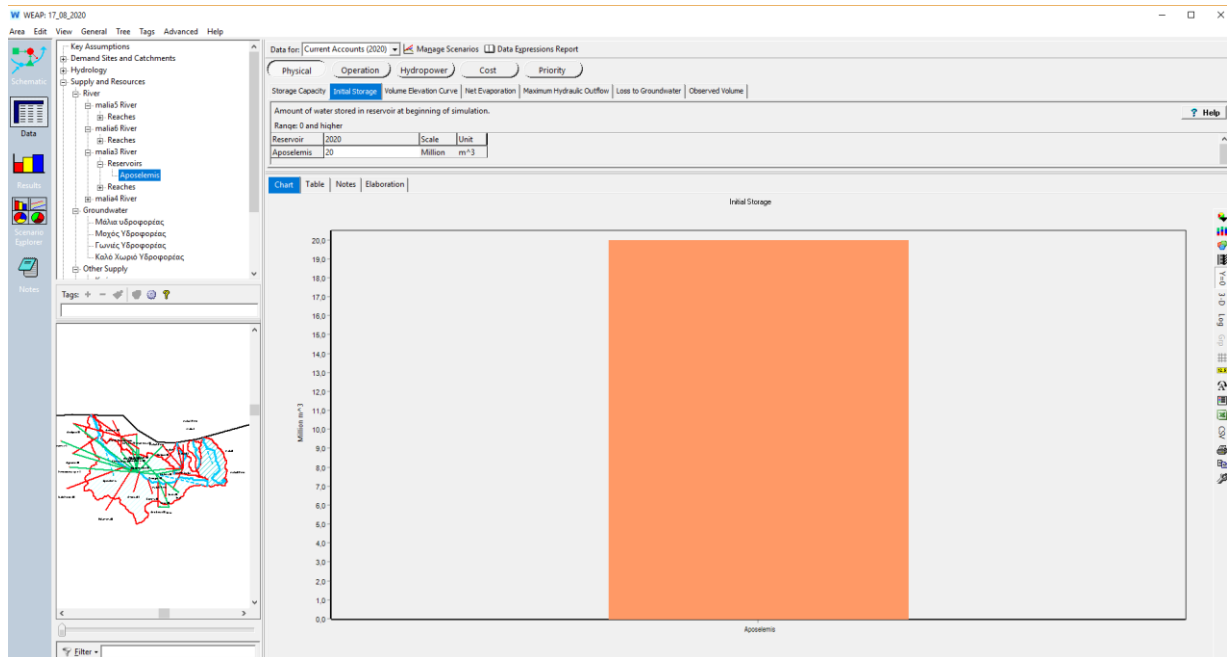 WEAP: 17_08_2020
Area Edit View General Tree Tags Advanced Help
Schematic
Data
Results
Scenario Explorer
Notes
Key Assumptions
Demand Sites and Catchments
Hydrology
Supply and Resources
River
malia5 River
Reaches
malia6 River
Reaches
malia3 River
Reservoirs
Aposelemis
Reaches
malia4 River
Groundwater
Μάλια υδροφορέας
Μοχός Υδροφορέας
Γωνιές Υδροφορέας
Καλό Χωριό Υδροφορέας
Other Supply
Tags:
Filter
Data for: Current Accounts (2020) Manage Scenarios Data Expressions Report
Physical Operation Hydropower Cost Priority
Storage Capacity Initial Storage Volume Elevation Curve Net Evaporation Maximum Hydraulic Outflow Loss to Groundwater Observed Volume
Amount of water stored in reservoir at beginning of simulation.
? Help
Range: 0 and higher
Reservoir 2020 Scale Unit
Aposelemis 20 Million m^3
Chart Table Notes Elaboration
Initial Storage
20,0
19,0
18,0
17,0
16,0
15,0
14,0
13,0
12,0
11,0
10,0
9,0
8,0
7,0
6,0
5,0
4,0
3,0
2,0
1,0
0,0
Million m^3
Aposelemis
Y=0
3-D
Log